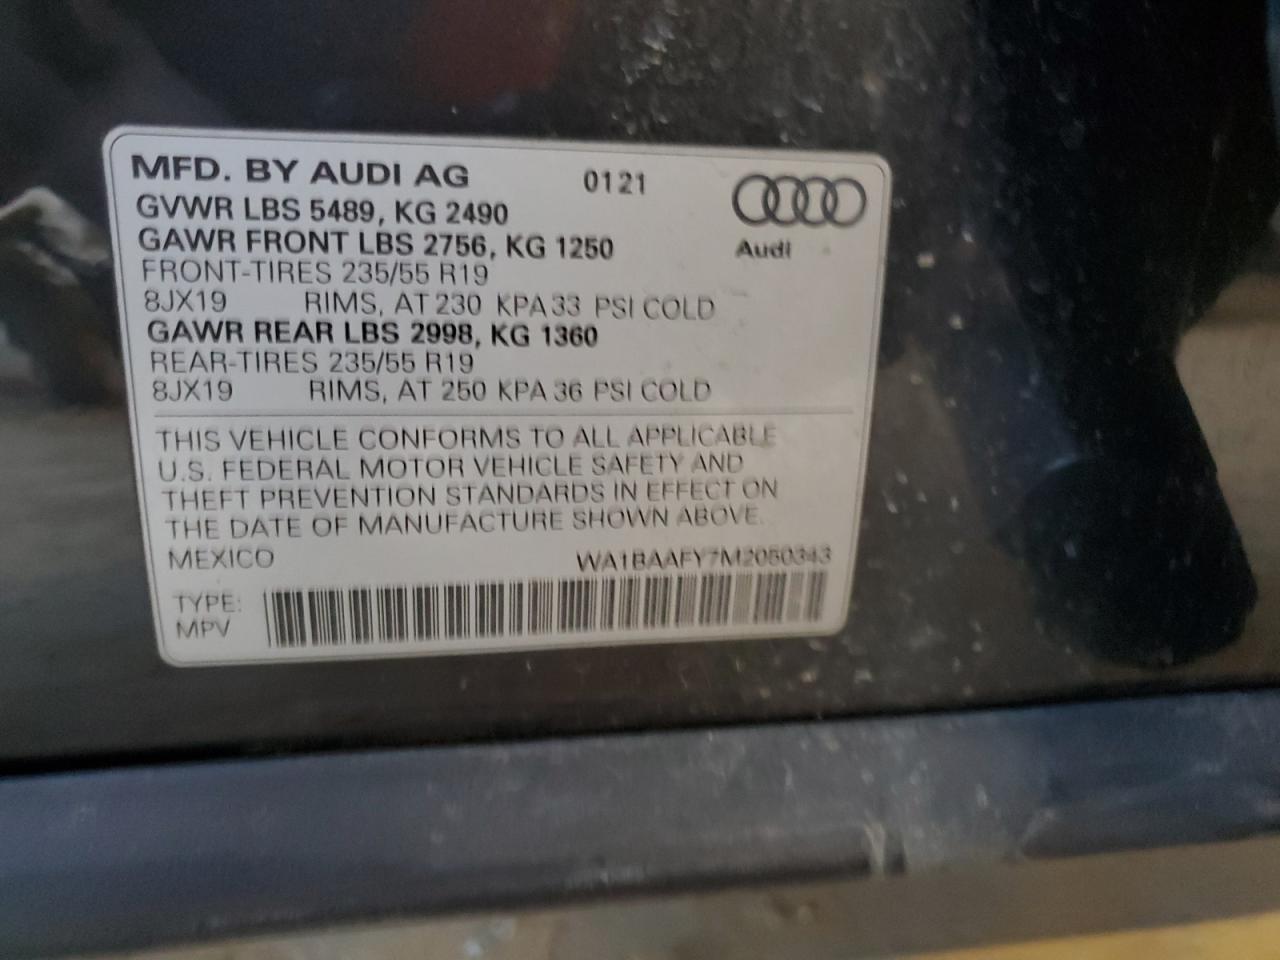 MFD. BY AUDI AG 0121
GVWR LBS 5489, KG 2490
GAWR FRONT LBS 2756, KG 1250
Audi
FRONT-TIRES 235/55 R19
8JX19 RIMS, AT 230 KPA 33 PSI COLD
GAWR REAR LBS 2998, KG 1360
REAR-TIRES 235/55 R19
8JX19 RIMS, AT 250 KPA 36 PSI COLD
THIS VEHICLE CONFORMS TO ALL APPLICABLE
U.S. FEDERAL MOTOR VEHICLE SAFETY AND
THEFT PREVENTION STANDARDS IN EFFECT ON
THE DATE OF MANUFACTURE SHOWN ABOVE.
MEXICO WA1BAAFY7M2050343
TYPE:
MPV